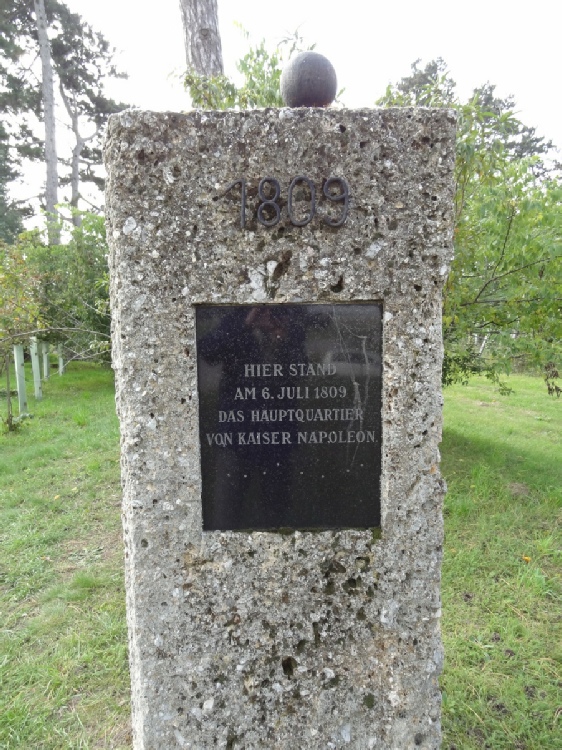 1809
HIER STAND
AM 6. JULI 1809
DAS HAUPTQUARTIER
VON KAISER NAPOLEON.